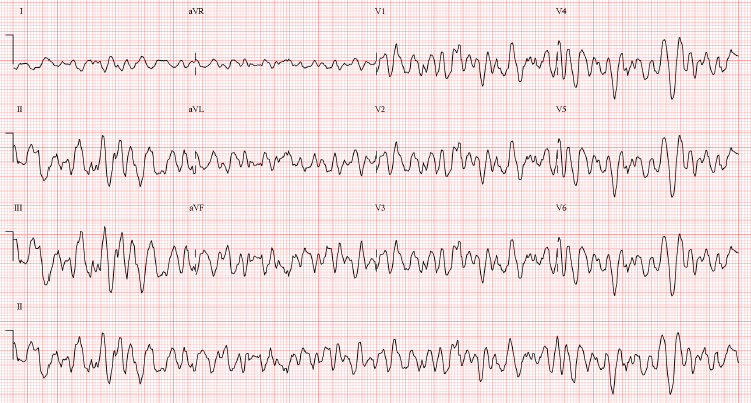 I aVR V1 V4
II aVL V2 V5
III aVF V3 V6
II